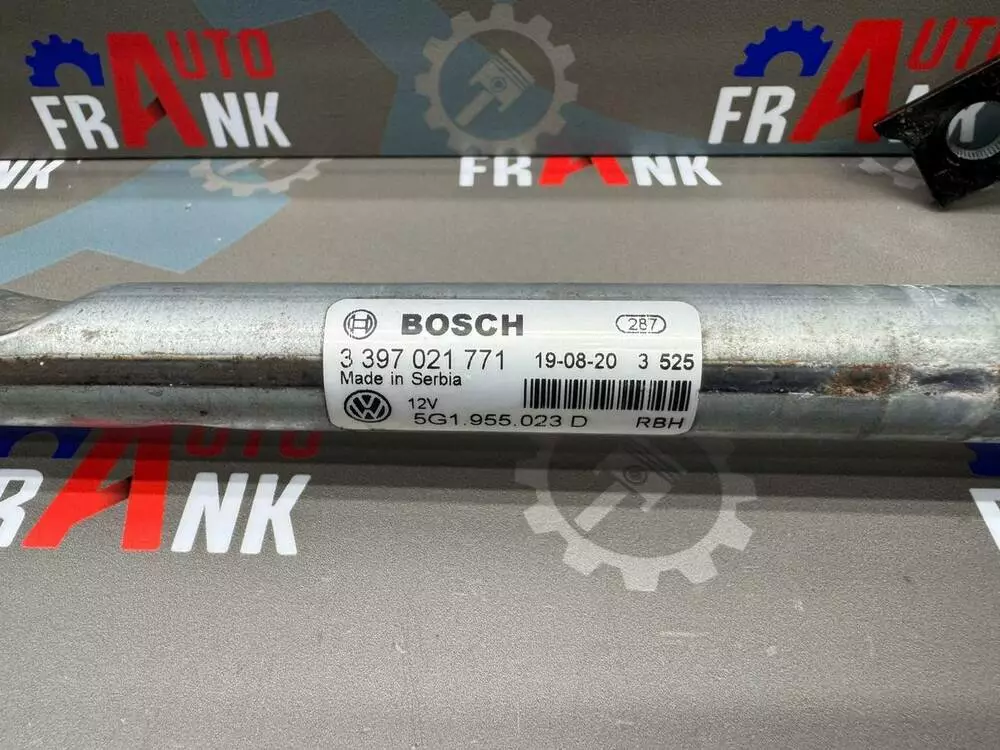 AUTO
FRANK
AUTO
FRANK
FRANK
BOSCH
287
3 397 021 771
19-08-20 3 525
Made in Serbia
12V
5G1.955.023 D
RBH
FRANK